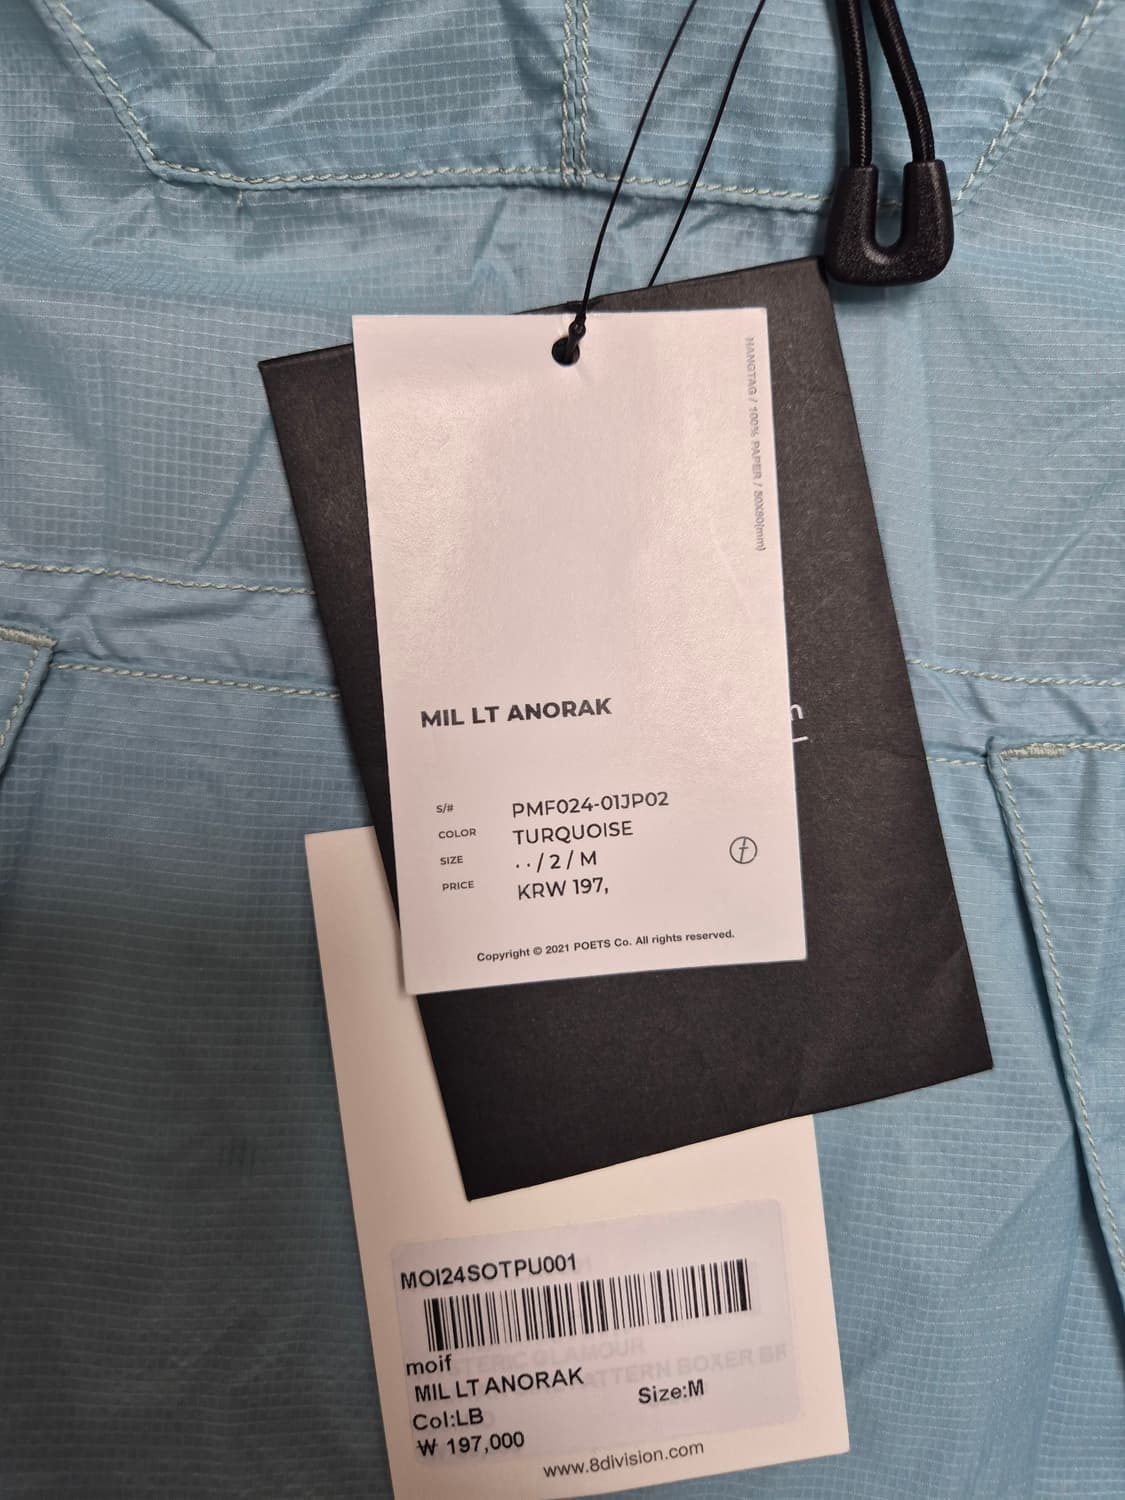 HANGTAG / 100% PAPER / 50X80(mm)
MIL LT ANORAK
S/# PMF024-01JP02
COLOR TURQUOISE
SIZE · · / 2 / M
PRICE KRW 197,
Copyright © 2021 POETS Co. All rights reserved.
MOI24SOTPU001
moif
MIL LT ANORAK Size:M
Col:LB
₩ 197,000
www.8division.com